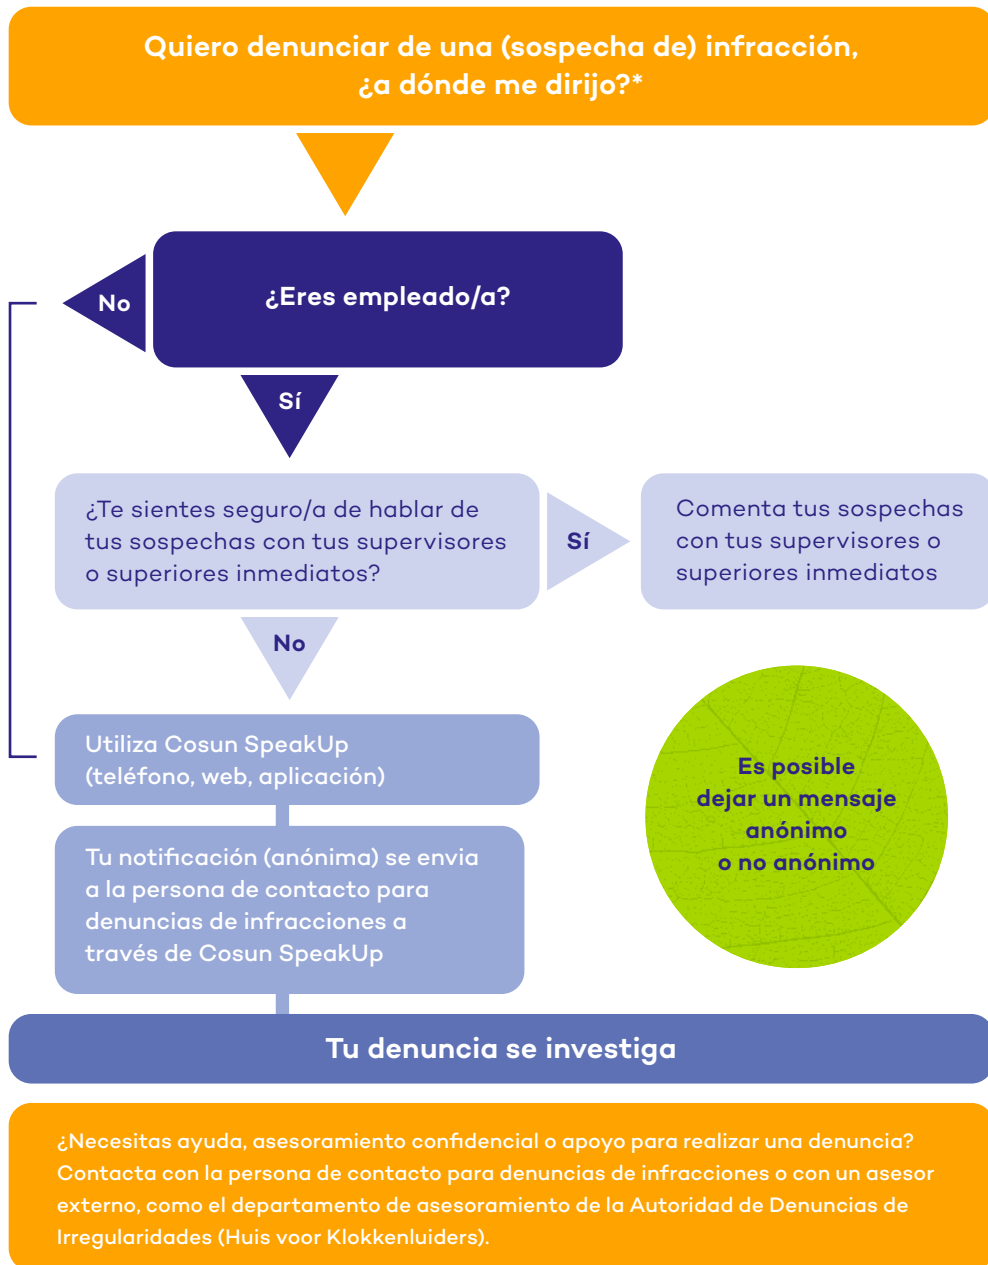 Quiero denunciar de una (sospecha de) infracción,
¿a dónde me dirijo?*
¿Eres empleado/a?
No
Sí
¿Te sientes seguro/a de hablar de
tus sospechas con tus supervisores
o superiores inmediatos?
Sí
Comenta tus sospechas
con tus supervisores o
superiores inmediatos
No
Utiliza Cosun SpeakUp
(teléfono, web, aplicación)
Es posible
dejar un mensaje
anónimo
o no anónimo
Tu notificación (anónima) se envia
a la persona de contacto para
denuncias de infracciones a
través de Cosun SpeakUp
Tu denuncia se investiga
¿Necesitas ayuda, asesoramiento confidencial o apoyo para realizar una denuncia?
Contacta con la persona de contacto para denuncias de infracciones o con un asesor
externo, como el departamento de asesoramiento de la Autoridad de Denuncias de
Irregularidades (Huis voor Klokkenluiders).